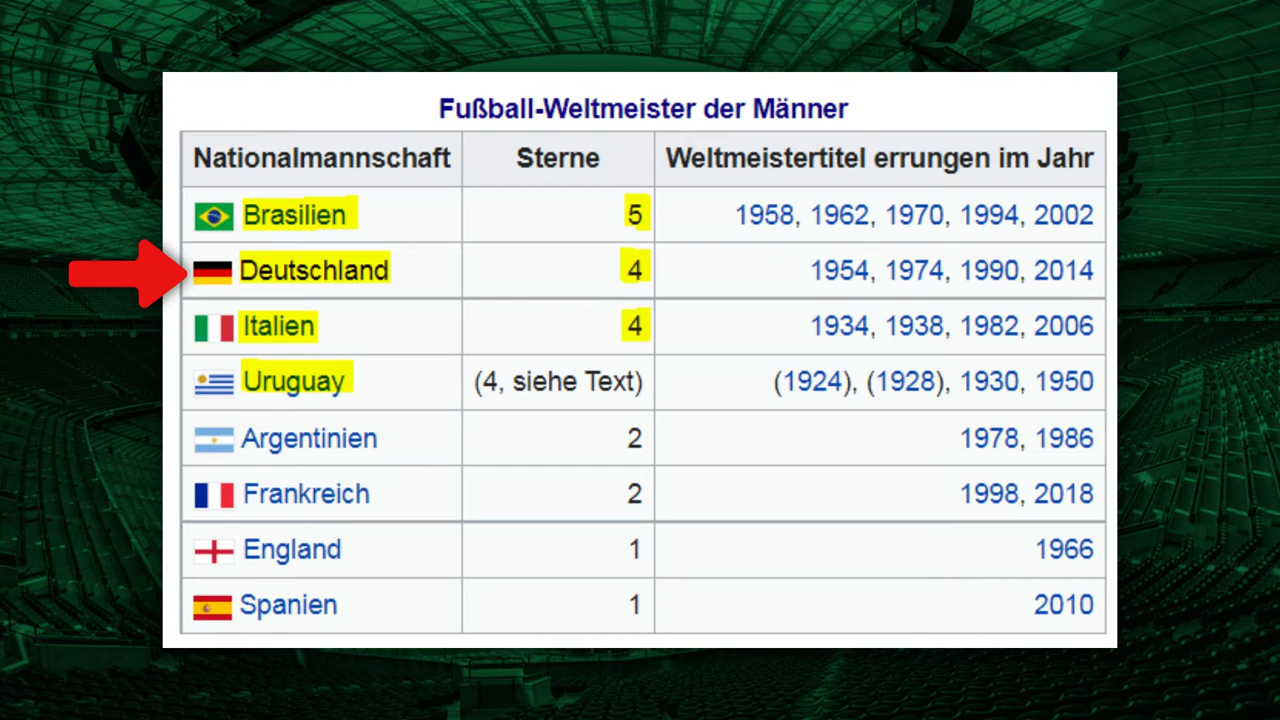 Fußball-Weltmeister der Männer
Nationalmannschaft Sterne Weltmeistertitel errungen im Jahr
Brasilien 5 1958, 1962, 1970, 1994, 2002
Deutschland 4 1954, 1974, 1990, 2014
Italien 4 1934, 1938, 1982, 2006
Uruguay (4, siehe Text) (1924), (1928), 1930, 1950
Argentinien 2 1978, 1986
Frankreich 2 1998, 2018
England 1 1966
Spanien 1 2010